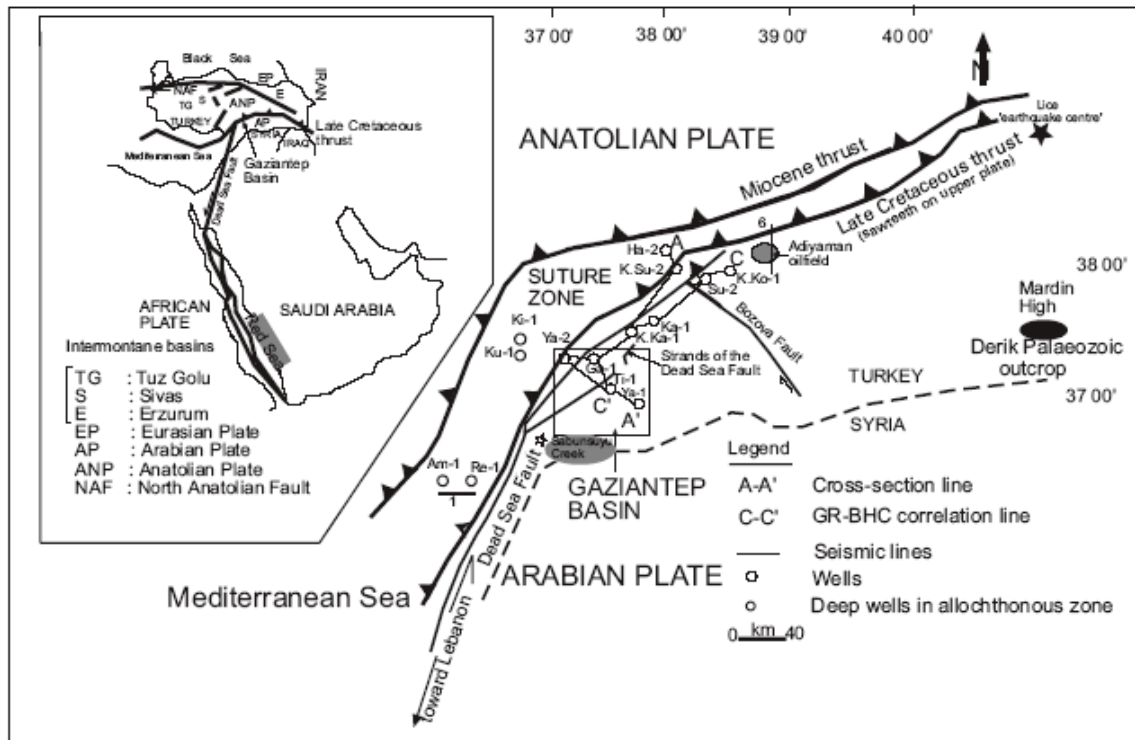 37 00'
38 00'
39 00'
40 00'
N
Black Sea
EP
IRAN
NAF
E
TG
S
ANP
TURKEY
AP
SYRIA
IRAQ
Late Cretaceous
thrust
Mediterranean Sea
Gaziantep
Basin
Dead Sea Fault
AFRICAN
PLATE
SAUDI ARABIA
Red Sea
Intermontane basins
TG : Tuz Golu
S : Sivas
E : Erzurum
EP : Eurasian Plate
AP : Arabian Plate
ANP : Anatolian Plate
NAF : North Anatolian Fault
ANATOLIAN PLATE
Lice
'earthquake centre'
Miocene thrust
Late Cretaceous thrust
(Sawteeth on upper plate)
6
Adiyaman
oilfield
Ha-2
A
K.Su-2
C
K.Ko-1
Su-2
SUTURE
ZONE
38 00'
Mardin
High
Derik Palaeozoic
outcrop
Bozova Fault
Ki-1
Ku-1
Ya-2
Ka-1
K.Ka-1
Strands of the
Dead Sea Fault
Ga-1
Ti-1
Ya-1
C'
A'
TURKEY
37 00'
SYRIA
Sabunsuyu
Creek
Am-1
Re-1
1
Dead Sea Fault
GAZIANTEP
BASIN
ARABIAN PLATE
Mediterranean Sea
toward Lebanon
Legend
A-A' Cross-section line
C-C' GR-BHC correlation line
Seismic lines
Wells
Deep wells in allochthonous zone
0 km 40